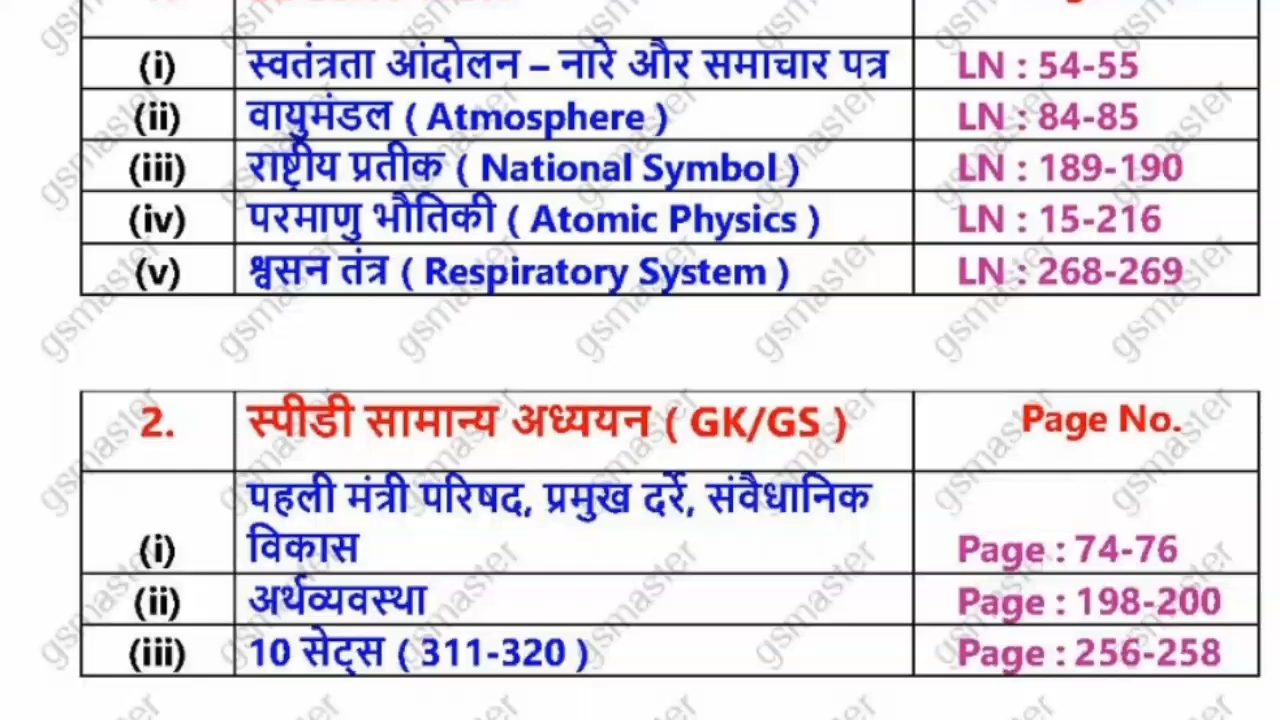 (i) स्वतंत्रता आंदोलन – नारे और समाचार पत्र LN : 54-55
(ii) वायुमंडल ( Atmosphere ) LN : 84-85
(iii) राष्ट्रीय प्रतीक ( National Symbol ) LN : 189-190
(iv) परमाणु भौतिकी ( Atomic Physics ) LN : 15-216
(v) श्वसन तंत्र ( Respiratory System ) LN : 268-269
2. स्पीडी सामान्य अध्ययन ( GK/GS ) Page No.
पहली मंत्री परिषद, प्रमुख दर्रे, संवैधानिक
(i) विकास Page : 74-76
(ii) अर्थव्यवस्था Page : 198-200
(iii) 10 सेट्स ( 311-320 ) Page : 256-258
gsmaster